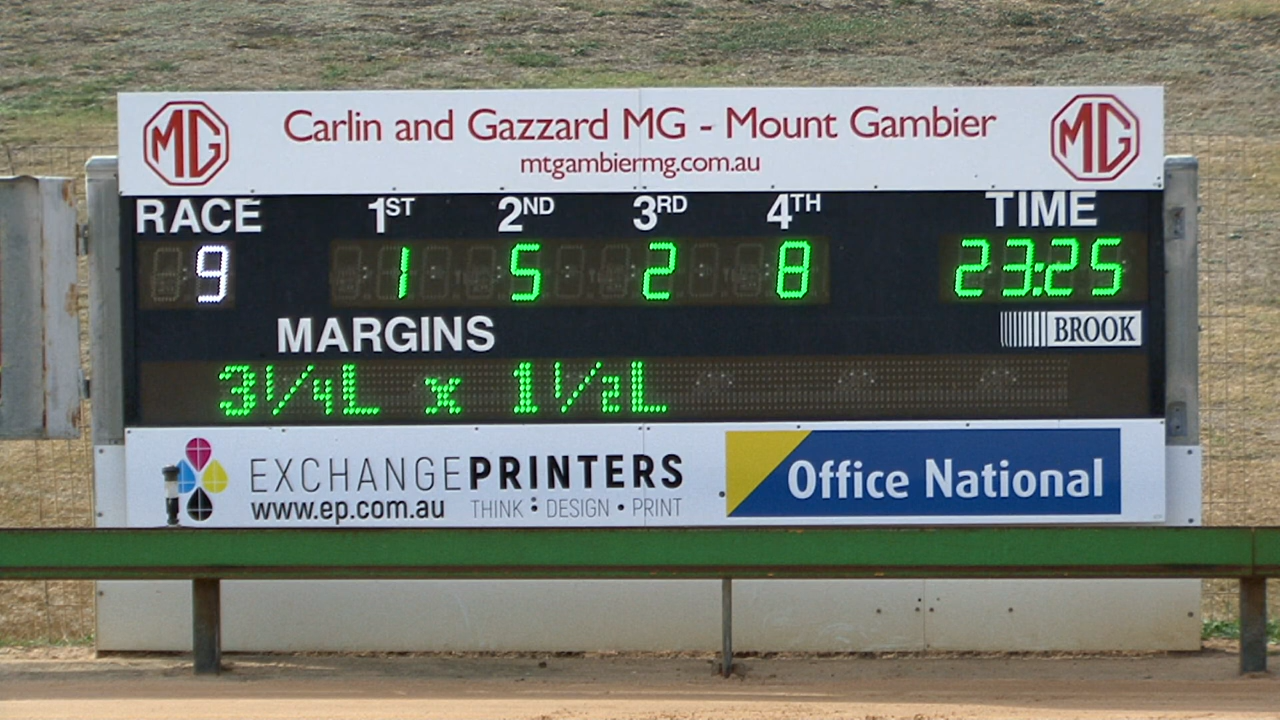 MG Carlin and Gazzard MG - Mount Gambier MG
mtgambiermg.com.au
RACE 1ST 2ND 3RD 4TH TIME
9 1 5 2 8 23:25
MARGINS BROOK
3¼L x 1½L
EXCHANGEPRINTERS Office National
www.ep.com.au THINK : DESIGN • PRINT